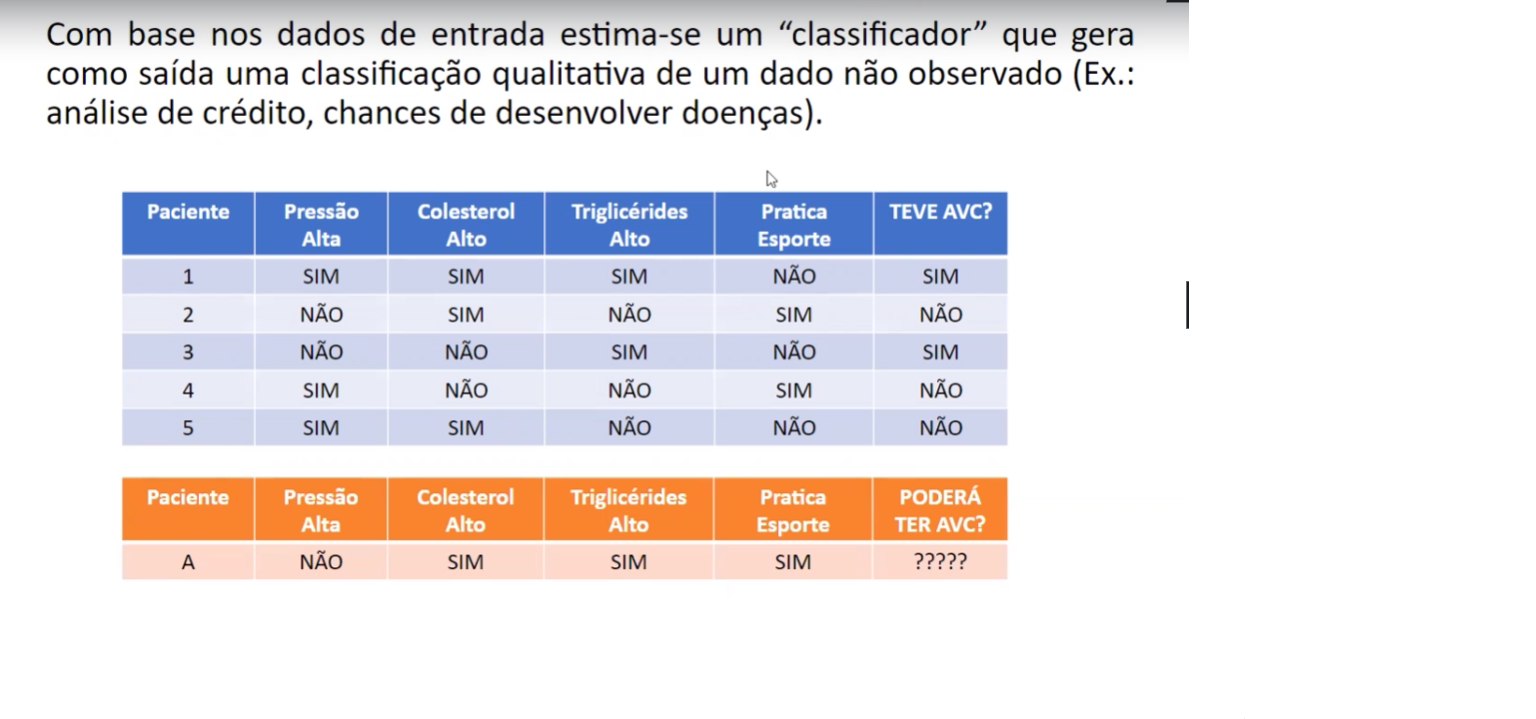 Com base nos dados de entrada estima-se um “classificador” que gera
como saída uma classificação qualitativa de um dado não observado (Ex.:
análise de crédito, chances de desenvolver doenças).
Paciente Pressão Alta Colesterol Alto Triglicérides Alto Pratica Esporte TEVE AVC?
1 SIM SIM SIM NÃO SIM
2 NÃO SIM NÃO SIM NÃO
3 NÃO NÃO SIM NÃO SIM
4 SIM NÃO NÃO SIM NÃO
5 SIM SIM NÃO NÃO NÃO
Paciente Pressão Alta Colesterol Alto Triglicérides Alto Pratica Esporte PODERÁ TER AVC?
A NÃO SIM SIM SIM ?????